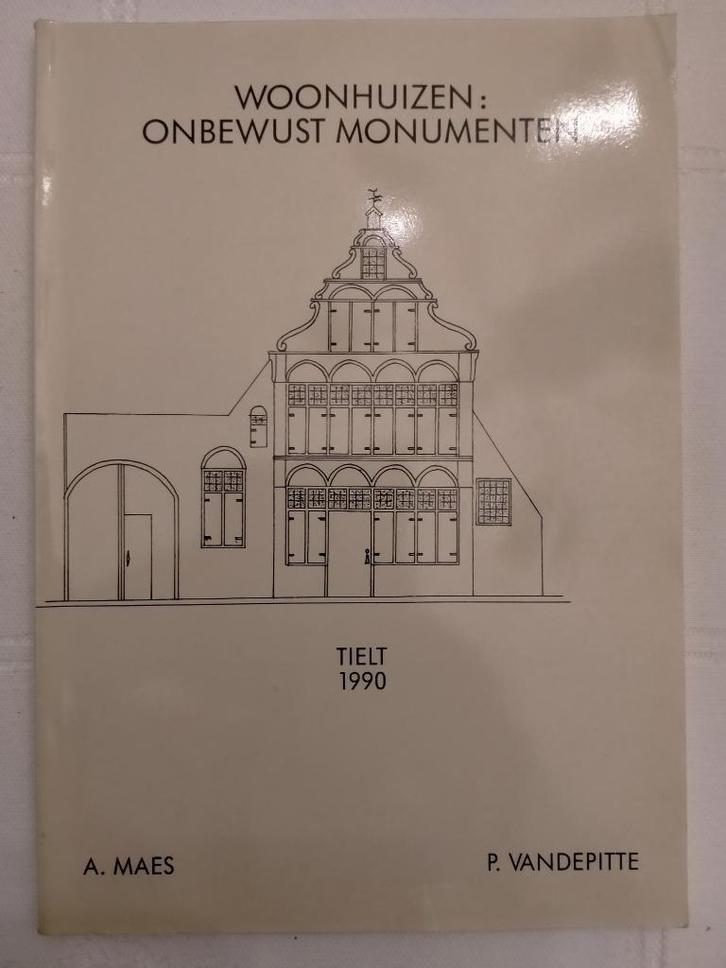 WOONHUIZEN:
ONBEWUST MONUMENTEN
TIELT
1990
A. MAES
P. VANDEPITTE